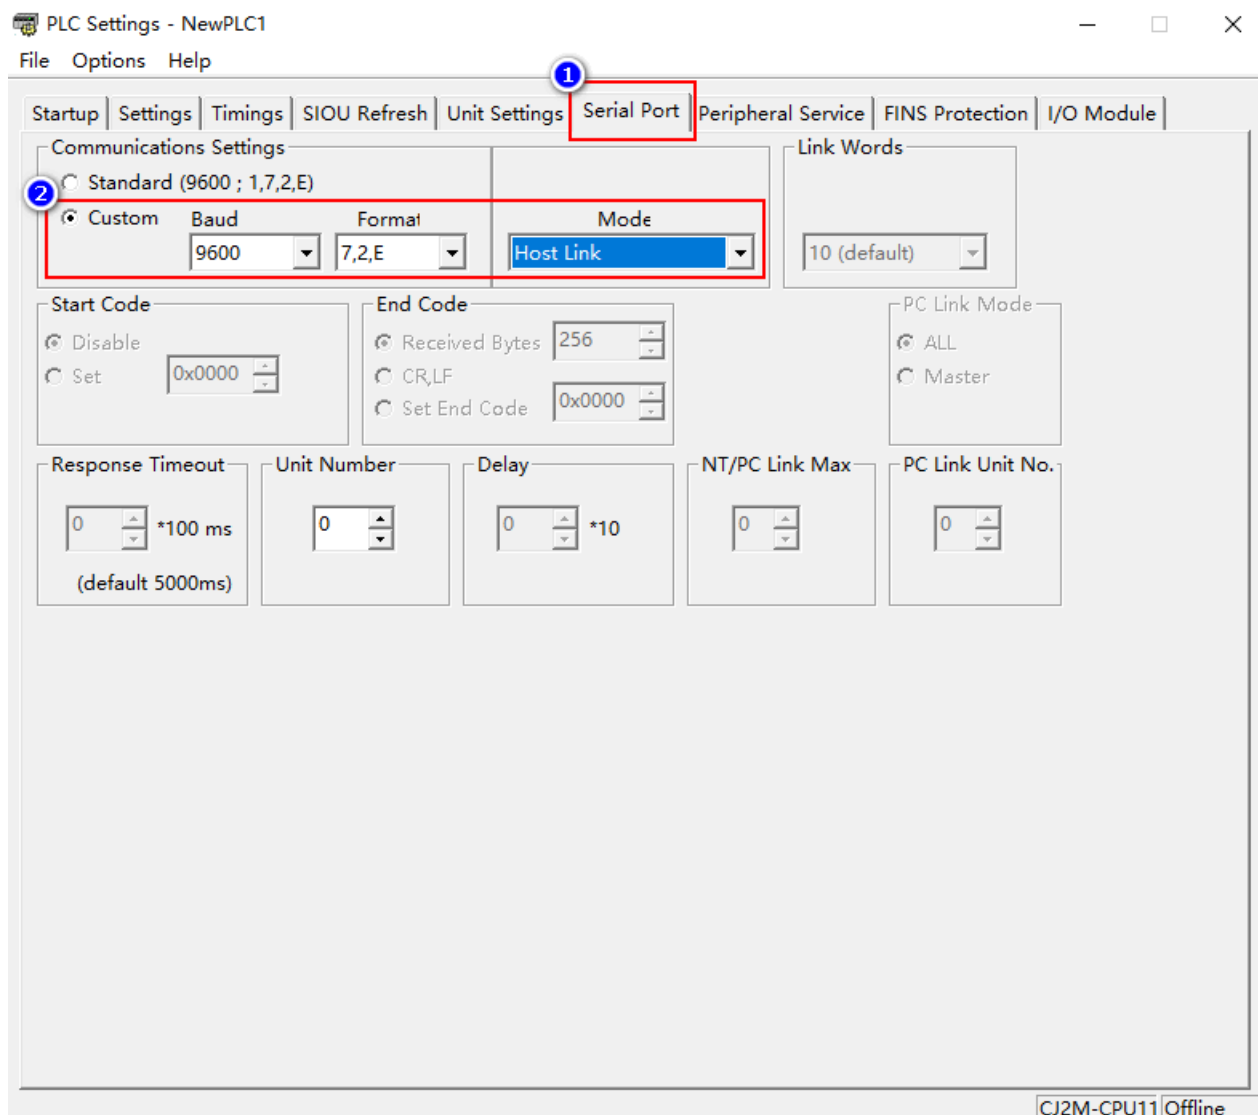 PLC Settings - NewPLC1
File Options Help
1
Startup Settings Timings SIOU Refresh Unit Settings Serial Port Peripheral Service FINS Protection I/O Module
Communications Settings Link Words
Standard (9600 ; 1,7,2,E)
2
Custom Baud Format Mode
9600 7,2,E Host Link 10 (default)
Start Code End Code PC Link Mode
Disable Received Bytes 256 ALL
Set 0x0000 CR,LF Master
Set End Code 0x0000
Response Timeout Unit Number Delay NT/PC Link Max PC Link Unit No.
0 *100 ms 0 0 *10 0 0
(default 5000ms)
CJ2M-CPU11 Offline